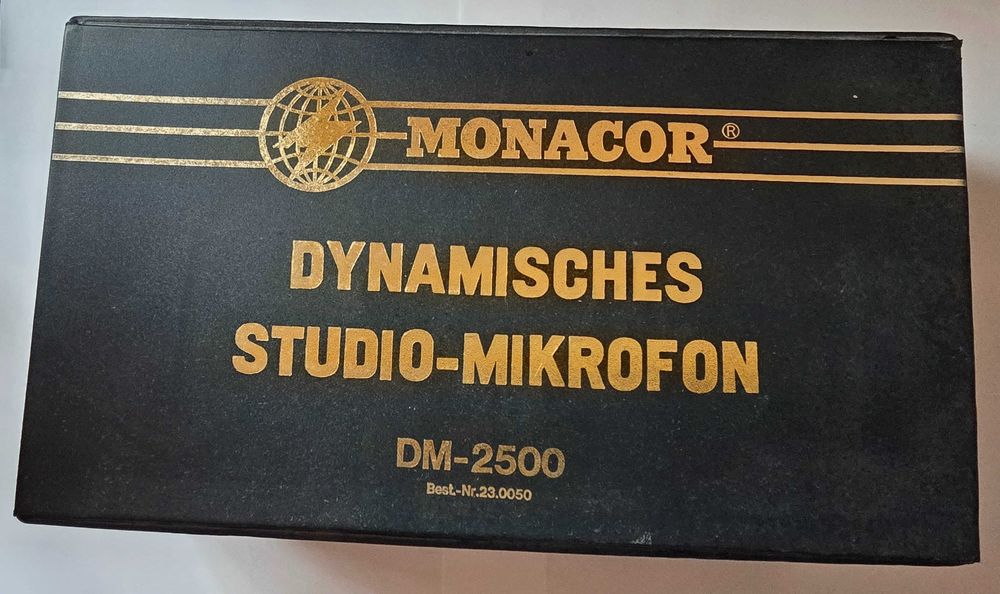 MONACOR®
DYNAMISCHES
STUDIO-MIKROFON
DM-2500
Best.-Nr.23.0050